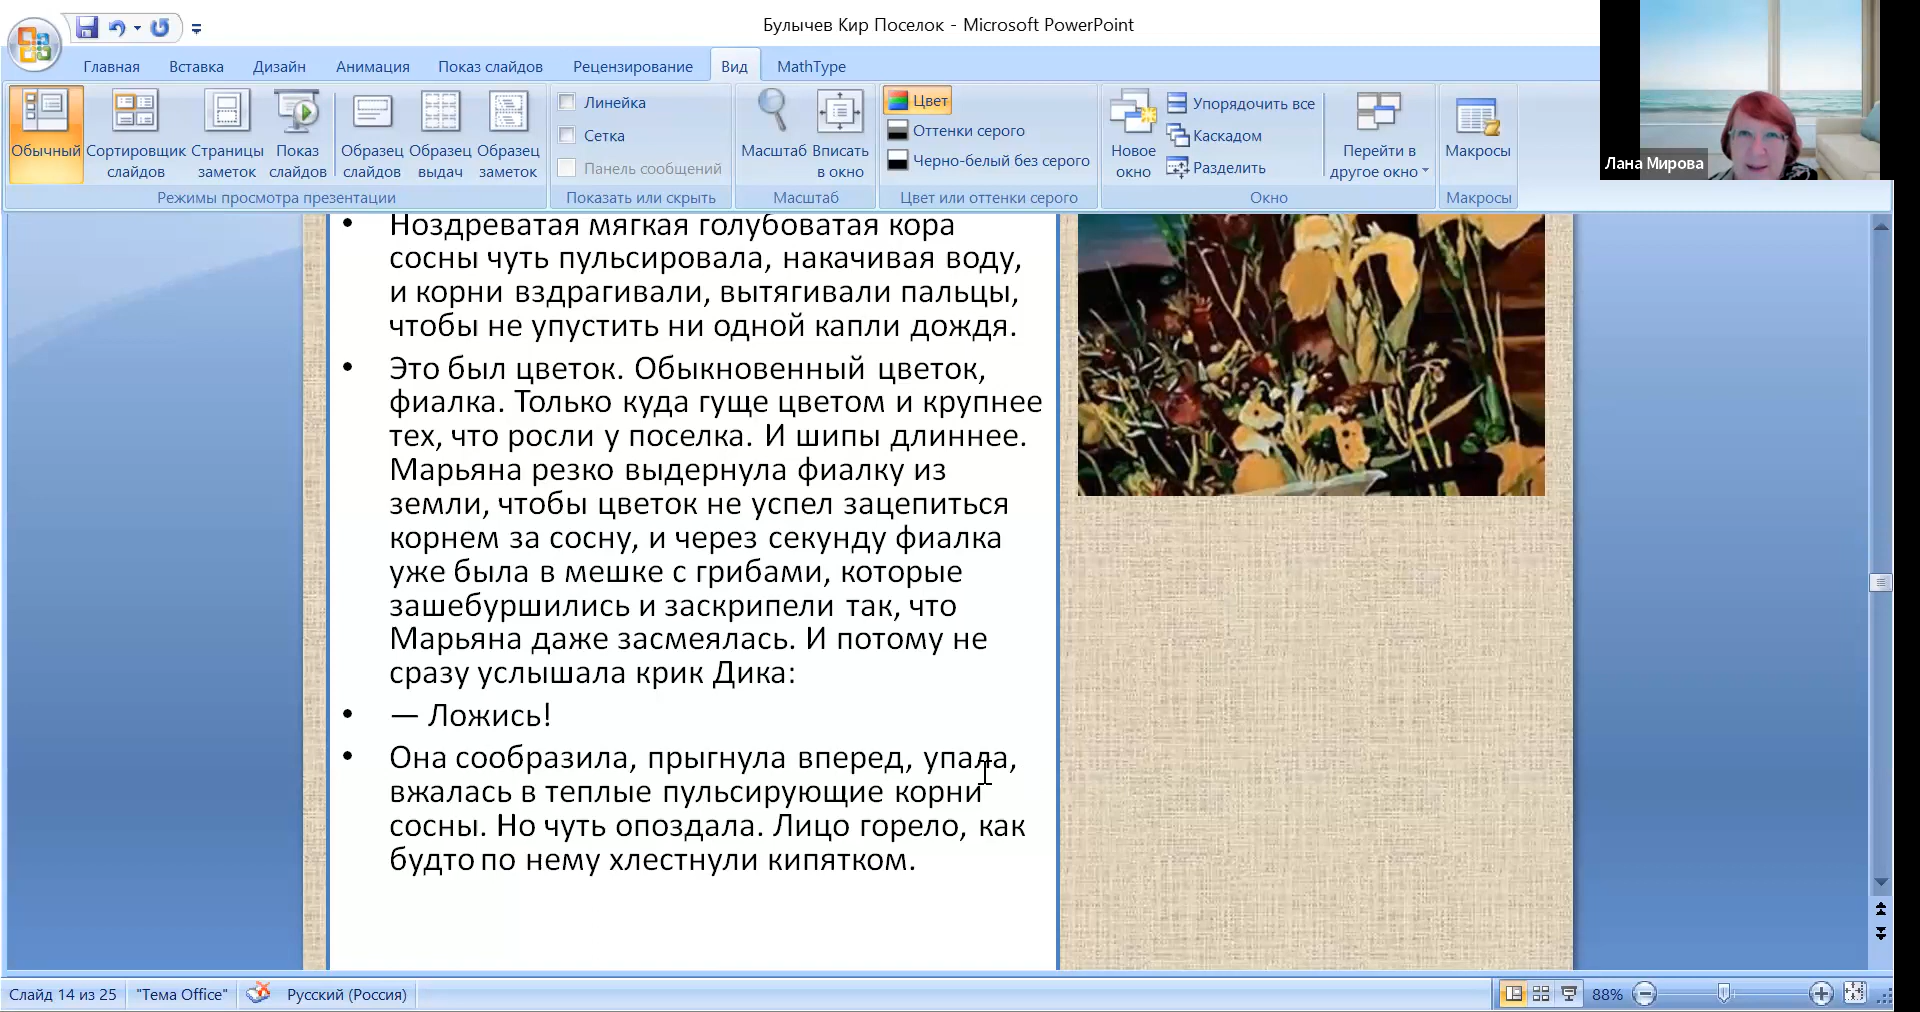 Булычев Кир Поселок - Microsoft PowerPoint
Главная Вставка Дизайн Анимация Показ слайдов Рецензирование Вид MathType
Обычный
Сортировщик слайдов
Страницы заметок
Показ слайдов
Образец слайдов
Образец выдач
Образец заметок
Режимы просмотра презентации
Линейка
Сетка
Панель сообщений
Показать или скрыть
Масштаб
Вписать в окно
Масштаб
Цвет
Оттенки серого
Черно-белый без серого
Цвет или оттенки серого
Новое окно
Упорядочить все
Каскадом
Разделить
Перейти в другое окно
Окно
Макросы
Макросы
Лана Мирова
• Ноздреватая мягкая голубоватая кора
сосны чуть пульсировала, накачивая воду,
и корни вздрагивали, вытягивали пальцы,
чтобы не упустить ни одной капли дождя.
• Это был цветок. Обыкновенный цветок,
фиалка. Только куда гуще цветом и крупнее
тех, что росли у поселка. И шипы длиннее.
Марьяна резко выдернула фиалку из
земли, чтобы цветок не успел зацепиться
корнем за сосну, и через секунду фиалка
уже была в мешке с грибами, которые
зашебуршились и заскрипели так, что
Марьяна даже засмеялась. И потому не
сразу услышала крик Дика:
• — Ложись!
• Она сообразила, прыгнула вперед, упала,
вжалась в теплые пульсирующие корни
сосны. Но чуть опоздала. Лицо горело, как
будто по нему хлестнули кипятком.
Слайд 14 из 25 "Тема Office" Русский (Россия) 88%